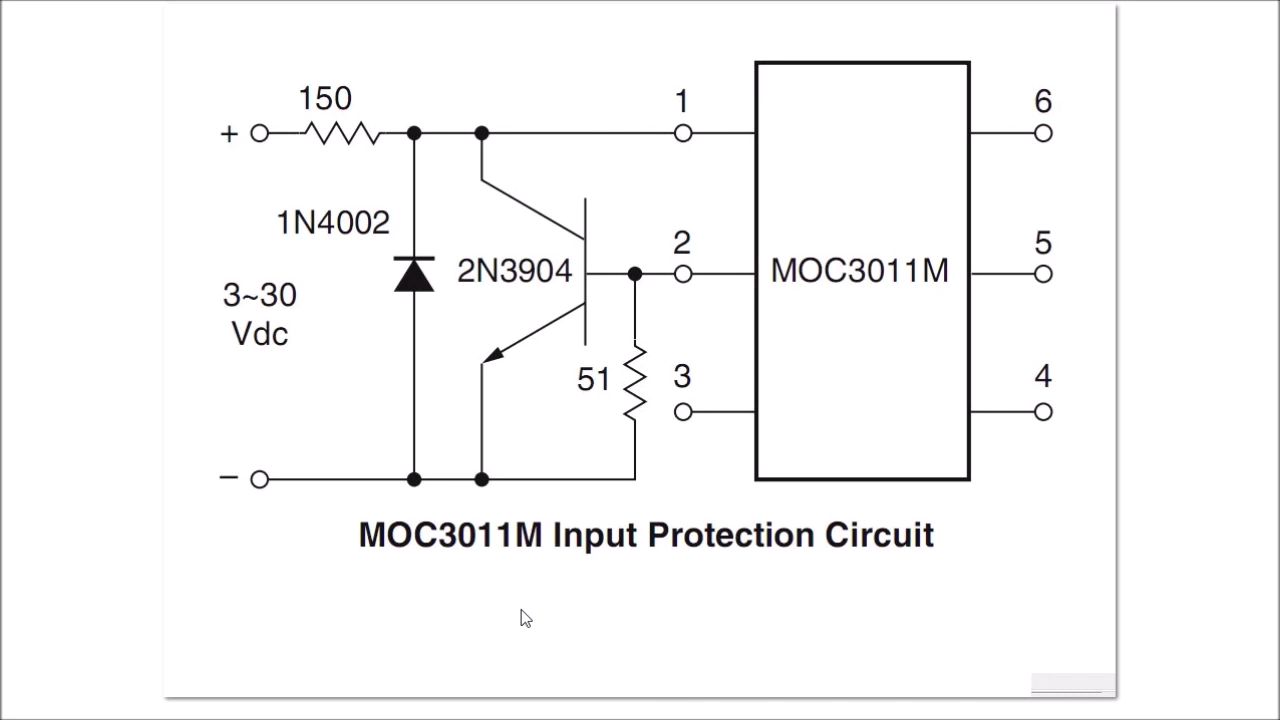 150
+
1
6
1N4002
2
5
2N3904
MOC3011M
3~30
Vdc
51
3
4
−
MOC3011M Input Protection Circuit